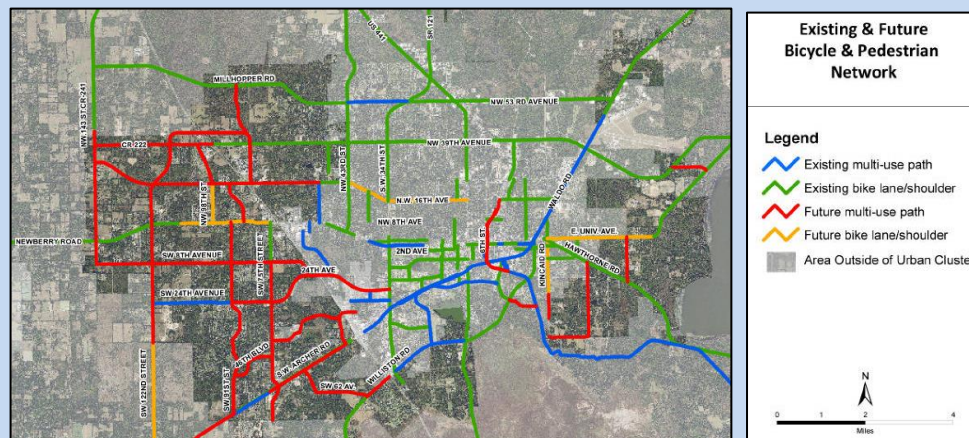 US 441
SR 121
MILLHOPPER RD
NW 53 RD AVENUE
NW 143 ST/CR-241
CR-222
NW 39TH AVENUE
NW 43RD ST
S.W. 34TH ST
WALDO RD
NW 98TH ST
N.W. 16TH AVE
NW 8TH AVE
6TH ST.
E. UNIV. AVE.
NEWBERRY ROAD
2ND AVE
KINCAID RD
HAWTHORNE RD
SW 8TH AVENUE
SW 75TH STREET
24TH AVE
SW 24TH AVENUE
SW 122ND STREET
46TH BLVD
S.W. ARCHER RD
WILLISTON RD
SW 91ST ST
SW 62 AV.
Existing & Future
Bicycle & Pedestrian
Network
Legend
Existing multi-use path
Existing bike lane/shoulder
Future multi-use path
Future bike lane/shoulder
Area Outside of Urban Cluste
N
0 1 2 4
Miles